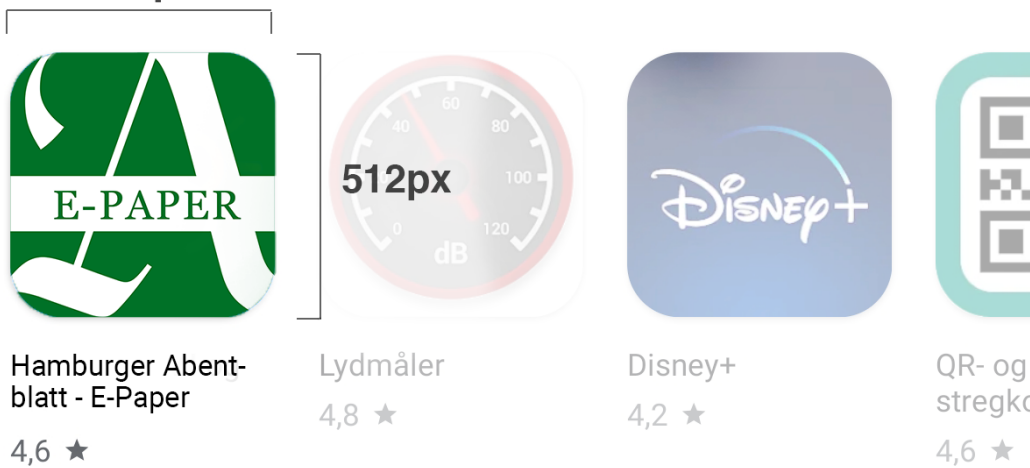 E-PAPER
60
40
80
512px
100
0
120
dB
Disney+
Hamburger Abent-
blatt - E-Paper
4,6 ★
Lydmåler
4,8 ★
Disney+
4,2 ★
QR- og
4,6 ★